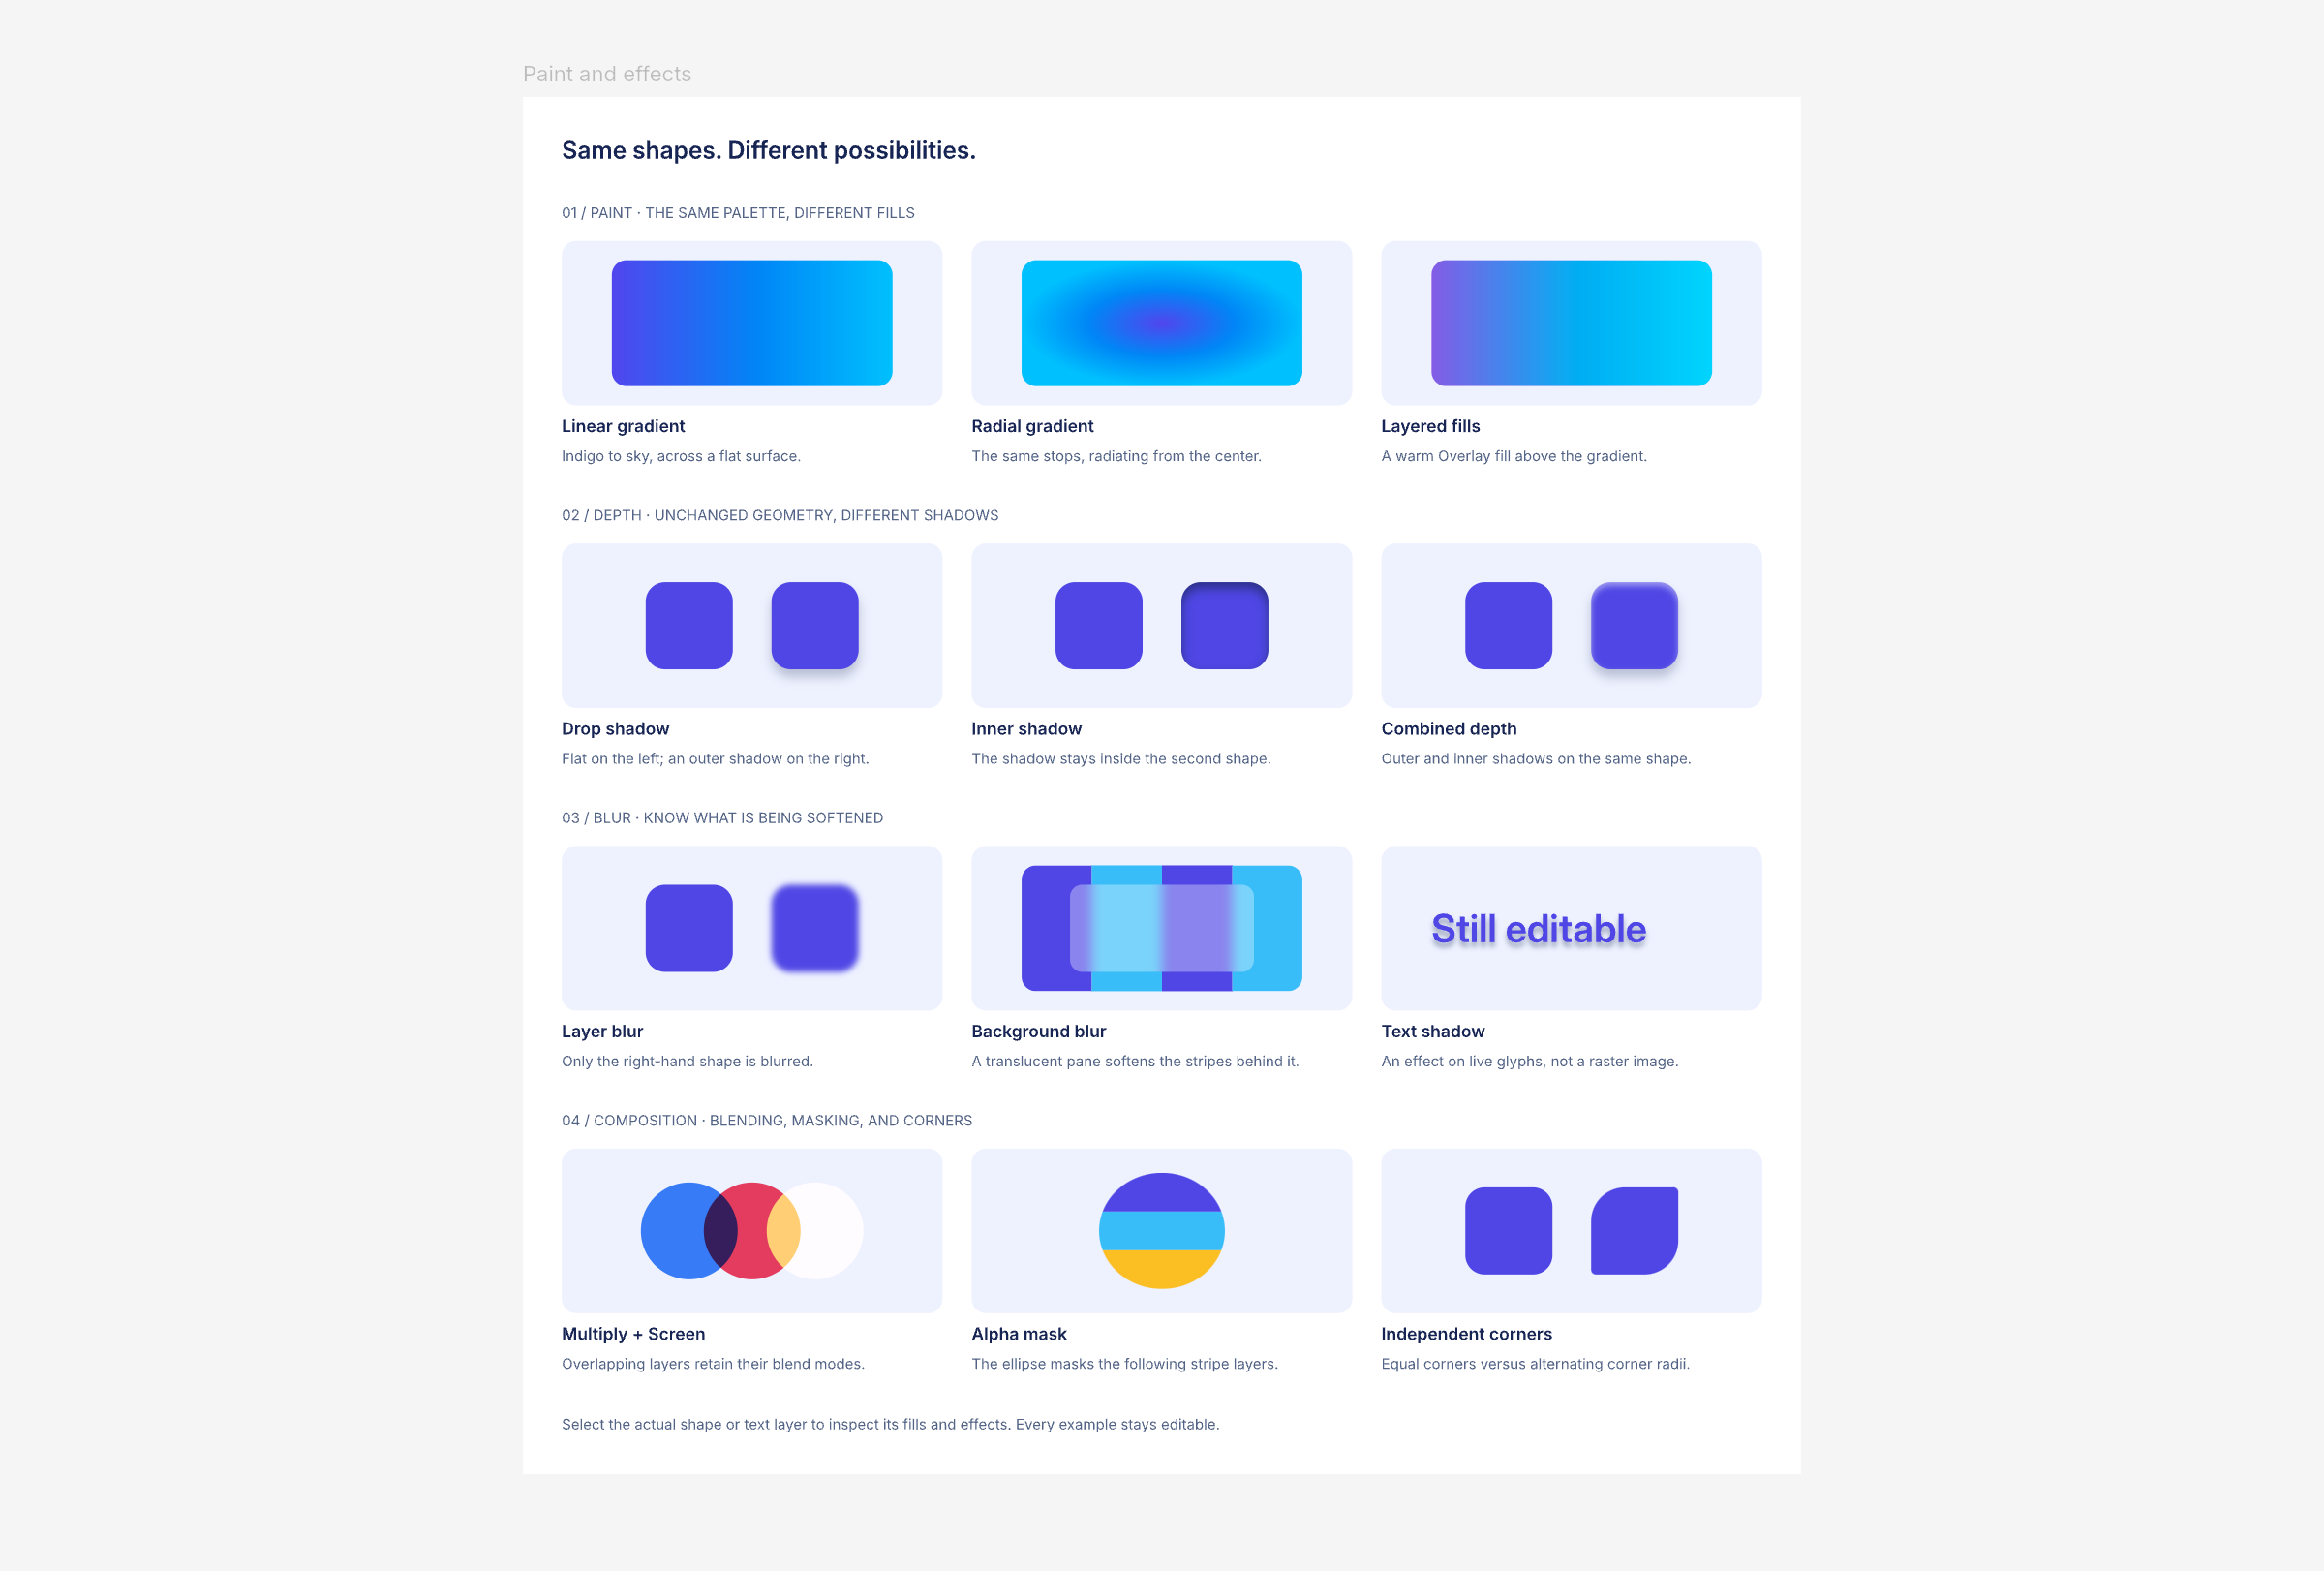 Paint and effects
Same shapes. Different possibilities.
01 / PAINT · THE SAME PALETTE, DIFFERENT FILLS
Linear gradient
Indigo to sky, across a flat surface.
Radial gradient
The same stops, radiating from the center.
Layered fills
A warm Overlay fill above the gradient.
02 / DEPTH · UNCHANGED GEOMETRY, DIFFERENT SHADOWS
Drop shadow
Flat on the left; an outer shadow on the right.
Inner shadow
The shadow stays inside the second shape.
Combined depth
Outer and inner shadows on the same shape.
03 / BLUR · KNOW WHAT IS BEING SOFTENED
Layer blur
Only the right-hand shape is blurred.
Background blur
A translucent pane softens the stripes behind it.
Still editable
Text shadow
An effect on live glyphs, not a raster image.
04 / COMPOSITION · BLENDING, MASKING, AND CORNERS
Multiply + Screen
Overlapping layers retain their blend modes.
Alpha mask
The ellipse masks the following stripe layers.
Independent corners
Equal corners versus alternating corner radii.
Select the actual shape or text layer to inspect its fills and effects. Every example stays editable.